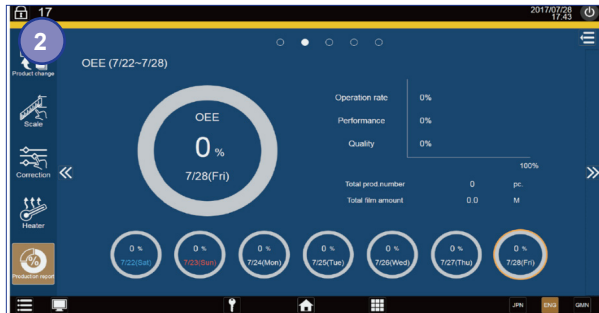 17
2017/07/28
17.43
2
Product change
OEE (7/22~7/28)
Scale
Correction
Heater
Production report
OEE
0 %
7/28(Fri)
Operation rate 0%
Performance 0%
Quality 0%
100%
Total prod.number 0 pc.
Total film amount 0.0 M
0 % 0 % 0 % 0 % 0 % 0 % 0 %
7/22(Sat) 7/23(Sun) 7/24(Mon) 7/25(Tue) 7/26(Wed) 7/27(Thu) 7/28(Fri)
JPN ENG QMN